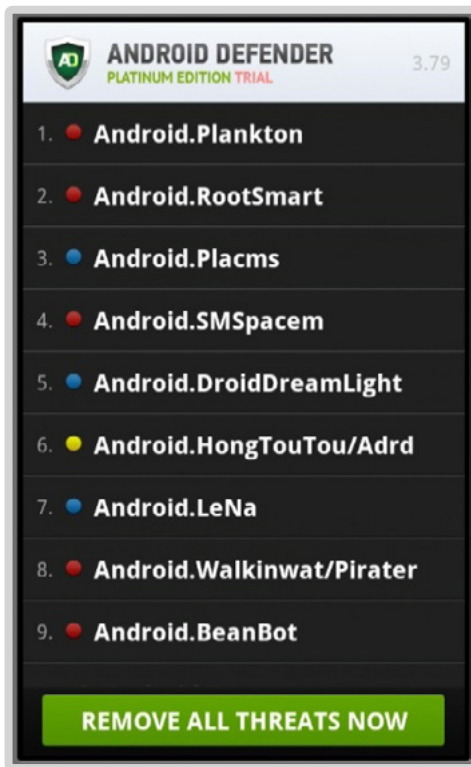 AD
ANDROID DEFENDER
PLATINUM EDITION TRIAL
3.79
1. Android.Plankton
2. Android.RootSmart
3. Android.Placms
4. Android.SMSpacem
5. Android.DroidDreamLight
6. Android.HongTouTou/Adrd
7. Android.LeNa
8. Android.Walkinwat/Pirater
9. Android.BeanBot
REMOVE ALL THREATS NOW